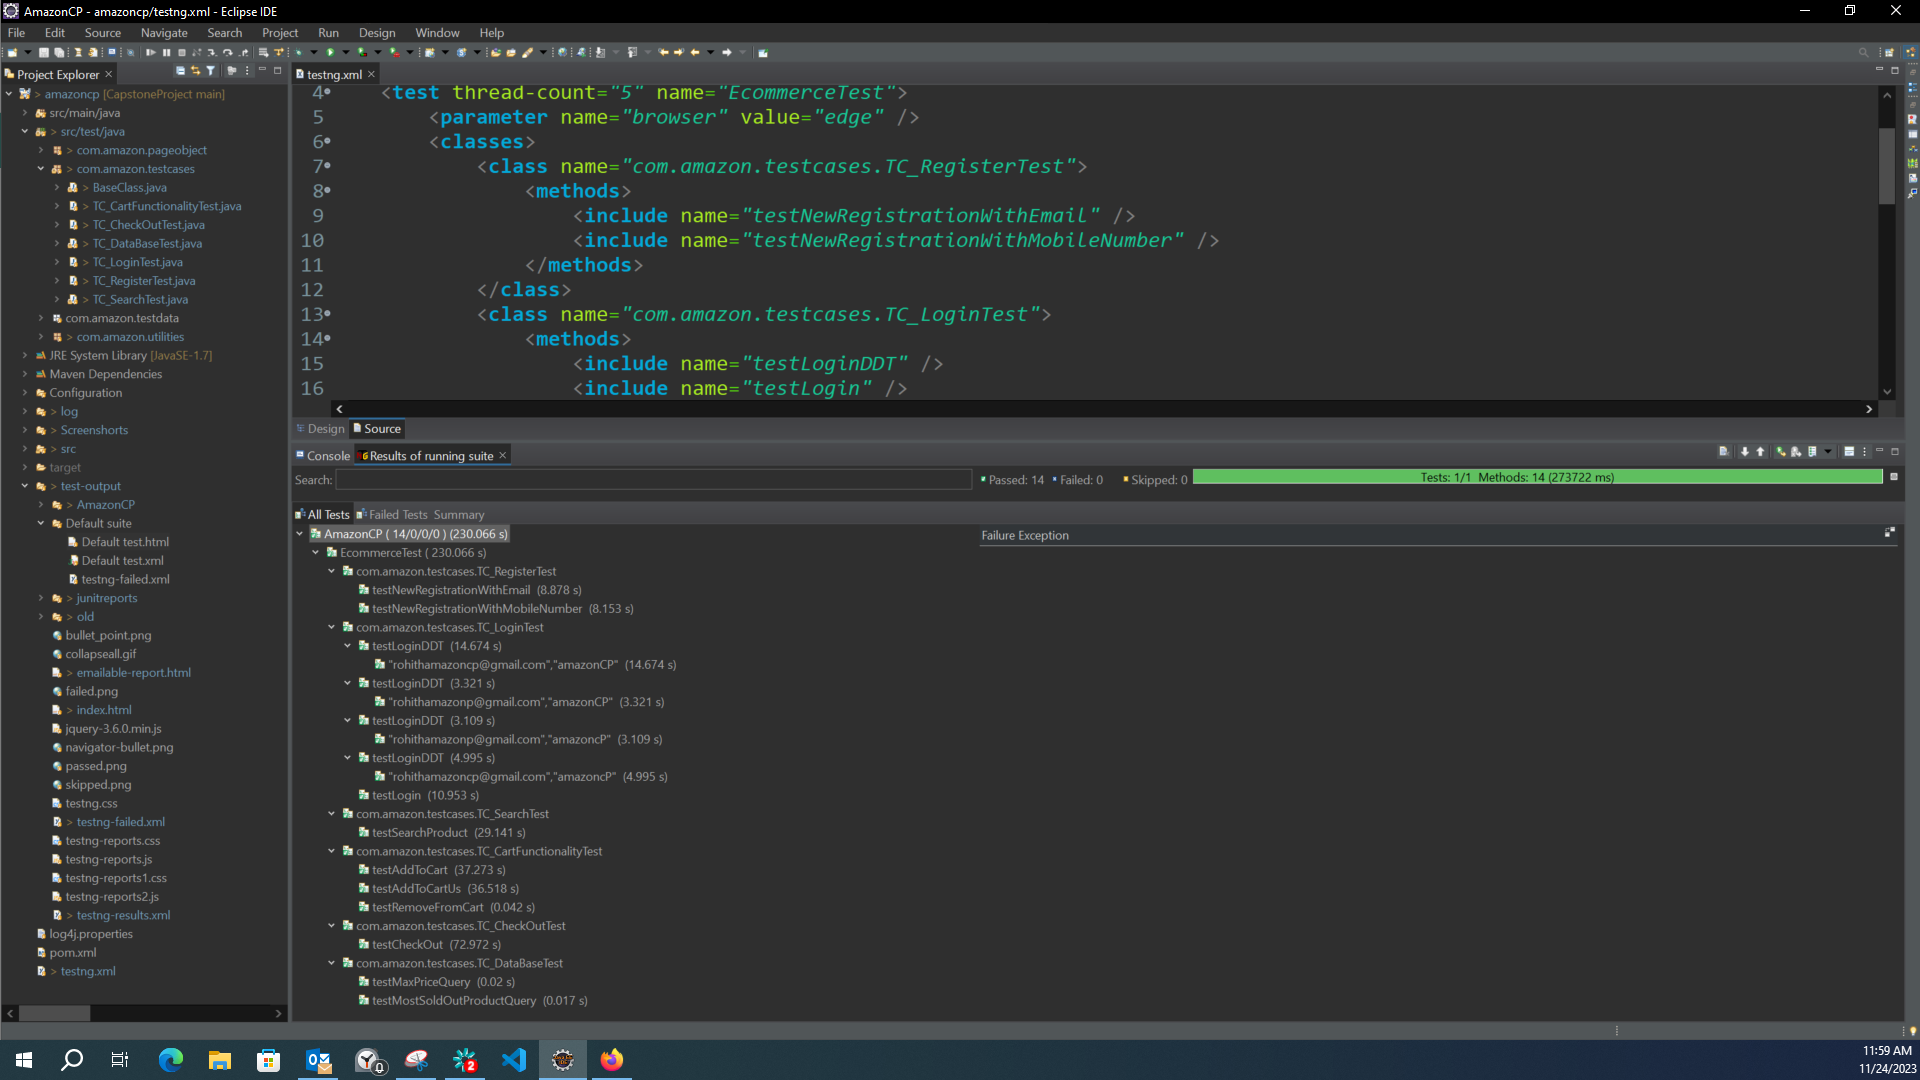 AmazonCP - amazoncp/testng.xml - Eclipse IDE
File Edit Source Navigate Search Project Run Design Window Help
Project Explorer
testng.xml
> amazoncp [CapstoneProject main]
src/main/java
> src/test/java
> com.amazon.pageobject
> com.amazon.testcases
> BaseClass.java
> TC_CartFunctionalityTest.java
> TC_CheckOutTest.java
> TC_DataBaseTest.java
> TC_LoginTest.java
> TC_RegisterTest.java
> TC_SearchTest.java
com.amazon.testdata
> com.amazon.utilities
JRE System Library [JavaSE-1.7]
Maven Dependencies
Configuration
> log
> Screenshorts
> src
target
> test-output
> AmazonCP
Default suite
Default test.html
Default test.xml
testng-failed.xml
> junitreports
> old
bullet_point.png
collapseall.gif
> emailable-report.html
failed.png
> index.html
jquery-3.6.0.min.js
navigator-bullet.png
passed.png
skipped.png
testng.css
> testng-failed.xml
testng-reports.css
testng-reports.js
testng-reports1.css
testng-reports2.js
> testng-results.xml
log4j.properties
pom.xml
> testng.xml
4 <test thread-count="5" name="EcommerceTest">
5 <parameter name="browser" value="edge" />
6 <classes>
7 <class name="com.amazon.testcases.TC_RegisterTest">
8 <methods>
9 <include name="testNewRegistrationWithEmail" />
10 <include name="testNewRegistrationWithMobileNumber" />
11 </methods>
12 </class>
13 <class name="com.amazon.testcases.TC_LoginTest">
14 <methods>
15 <include name="testLoginDDT" />
16 <include name="testLogin" />
Design Source
Console Results of running suite
Search: Passed: 14 Failed: 0 Skipped: 0 Tests: 1/1 Methods: 14 (273722 ms)
All Tests Failed Tests Summary
AmazonCP ( 14/0/0/0 ) (230.066 s)
Failure Exception
EcommerceTest ( 230.066 s)
com.amazon.testcases.TC_RegisterTest
testNewRegistrationWithEmail (8.878 s)
testNewRegistrationWithMobileNumber (8.153 s)
com.amazon.testcases.TC_LoginTest
testLoginDDT (14.674 s)
"rohithamazoncp@gmail.com","amazonCP" (14.674 s)
testLoginDDT (3.321 s)
"rohithamazonp@gmail.com","amazonCP" (3.321 s)
testLoginDDT (3.109 s)
"rohithamazonp@gmail.com","amazoncP" (3.109 s)
testLoginDDT (4.995 s)
"rohithamazoncp@gmail.com","amazoncP" (4.995 s)
testLogin (10.953 s)
com.amazon.testcases.TC_SearchTest
testSearchProduct (29.141 s)
com.amazon.testcases.TC_CartFunctionalityTest
testAddToCart (37.273 s)
testAddToCartUs (36.518 s)
testRemoveFromCart (0.042 s)
com.amazon.testcases.TC_CheckOutTest
testCheckOut (72.972 s)
com.amazon.testcases.TC_DataBaseTest
testMaxPriceQuery (0.02 s)
testMostSoldOutProductQuery (0.017 s)
2
11:59 AM
11/24/2023